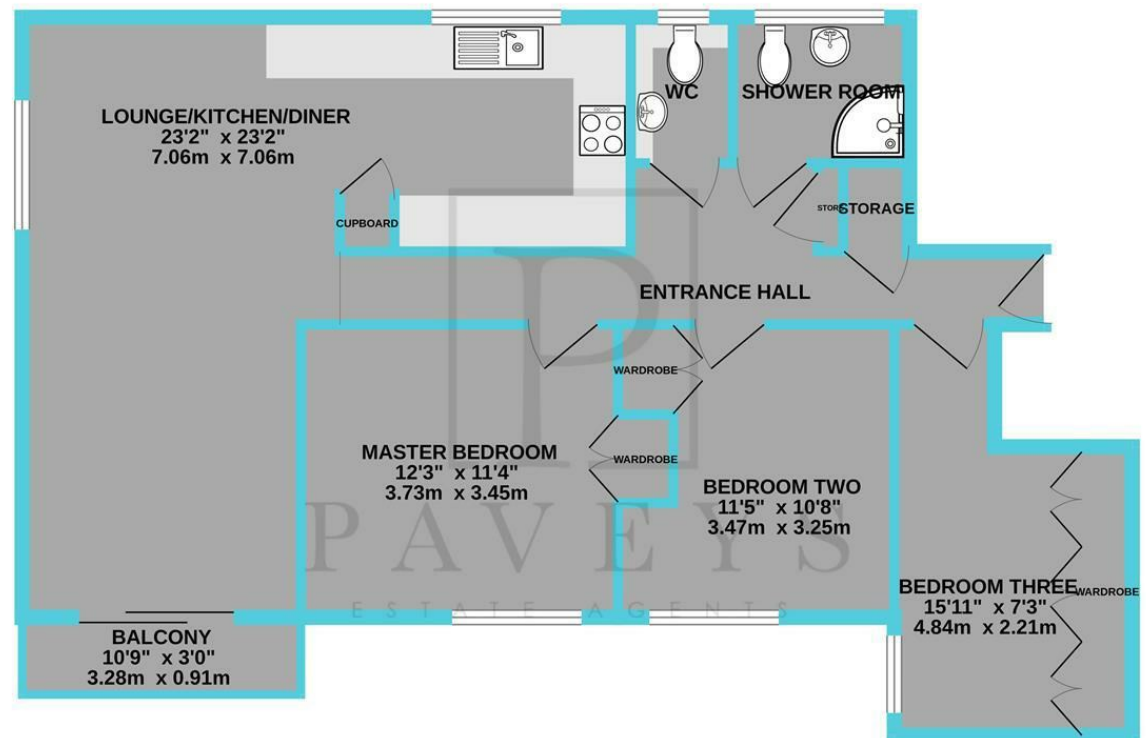 LOUNGE/KITCHEN/DINER
23'2" x 23'2"
7.06m x 7.06m
WC
SHOWER ROOM
CUPBOARD
STORE
STORAGE
ENTRANCE HALL
WARDROBE
WARDROBE
MASTER BEDROOM
12'3" x 11'4"
3.73m x 3.45m
BEDROOM TWO
11'5" x 10'8"
3.47m x 3.25m
BEDROOM THREE
15'11" x 7'3"
4.84m x 2.21m
WARDROBE
BALCONY
10'9" x 3'0"
3.28m x 0.91m
P
PAVEYS
ESTATE AGENTS